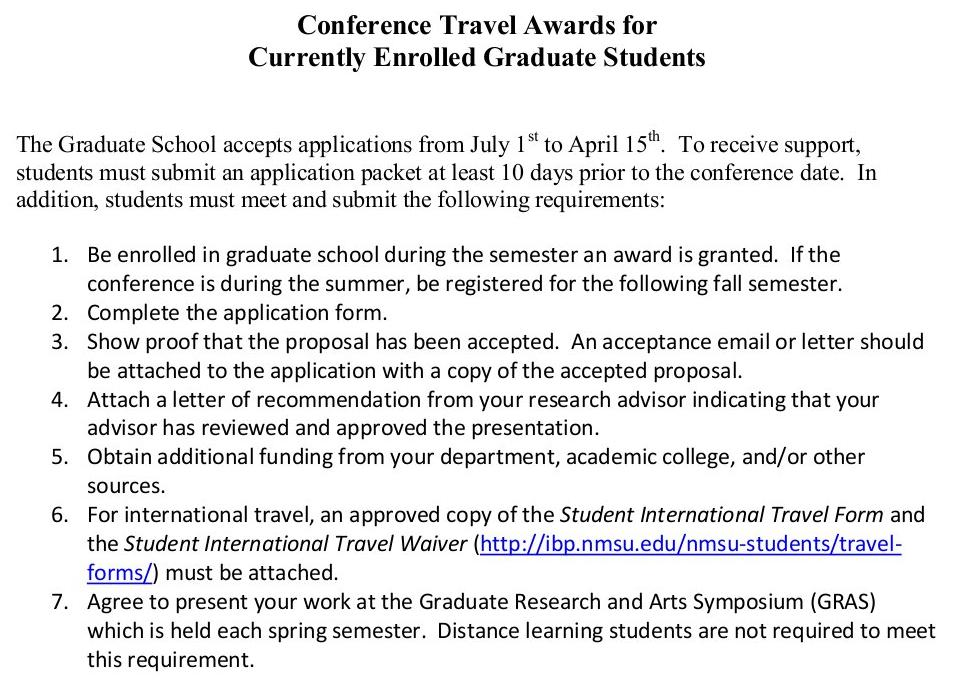 Conference Travel Awards for
Currently Enrolled Graduate Students
The Graduate School accepts applications from July 1st to April 15th.  To receive support,
students must submit an application packet at least 10 days prior to the conference date.  In
addition, students must meet and submit the following requirements:
1. Be enrolled in graduate school during the semester an award is granted.  If the
conference is during the summer, be registered for the following fall semester.
2. Complete the application form.
3. Show proof that the proposal has been accepted.  An acceptance email or letter should
be attached to the application with a copy of the accepted proposal.
4. Attach a letter of recommendation from your research advisor indicating that your
advisor has reviewed and approved the presentation.
5. Obtain additional funding from your department, academic college, and/or other
sources.
6. For international travel, an approved copy of the Student International Travel Form and
the Student International Travel Waiver (http://ibp.nmsu.edu/nmsu-students/travel-
forms/) must be attached.
7. Agree to present your work at the Graduate Research and Arts Symposium (GRAS)
which is held each spring semester.  Distance learning students are not required to meet
this requirement.